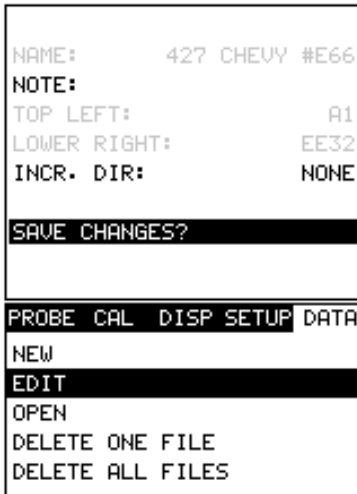 NAME: 427 CHEVY #E66
NOTE:
TOP LEFT: A1
LOWER RIGHT: EE32
INCR. DIR: NONE
SAVE CHANGES?
PROBE CAL DISP SETUP DATA
NEW
EDIT
OPEN
DELETE ONE FILE
DELETE ALL FILES